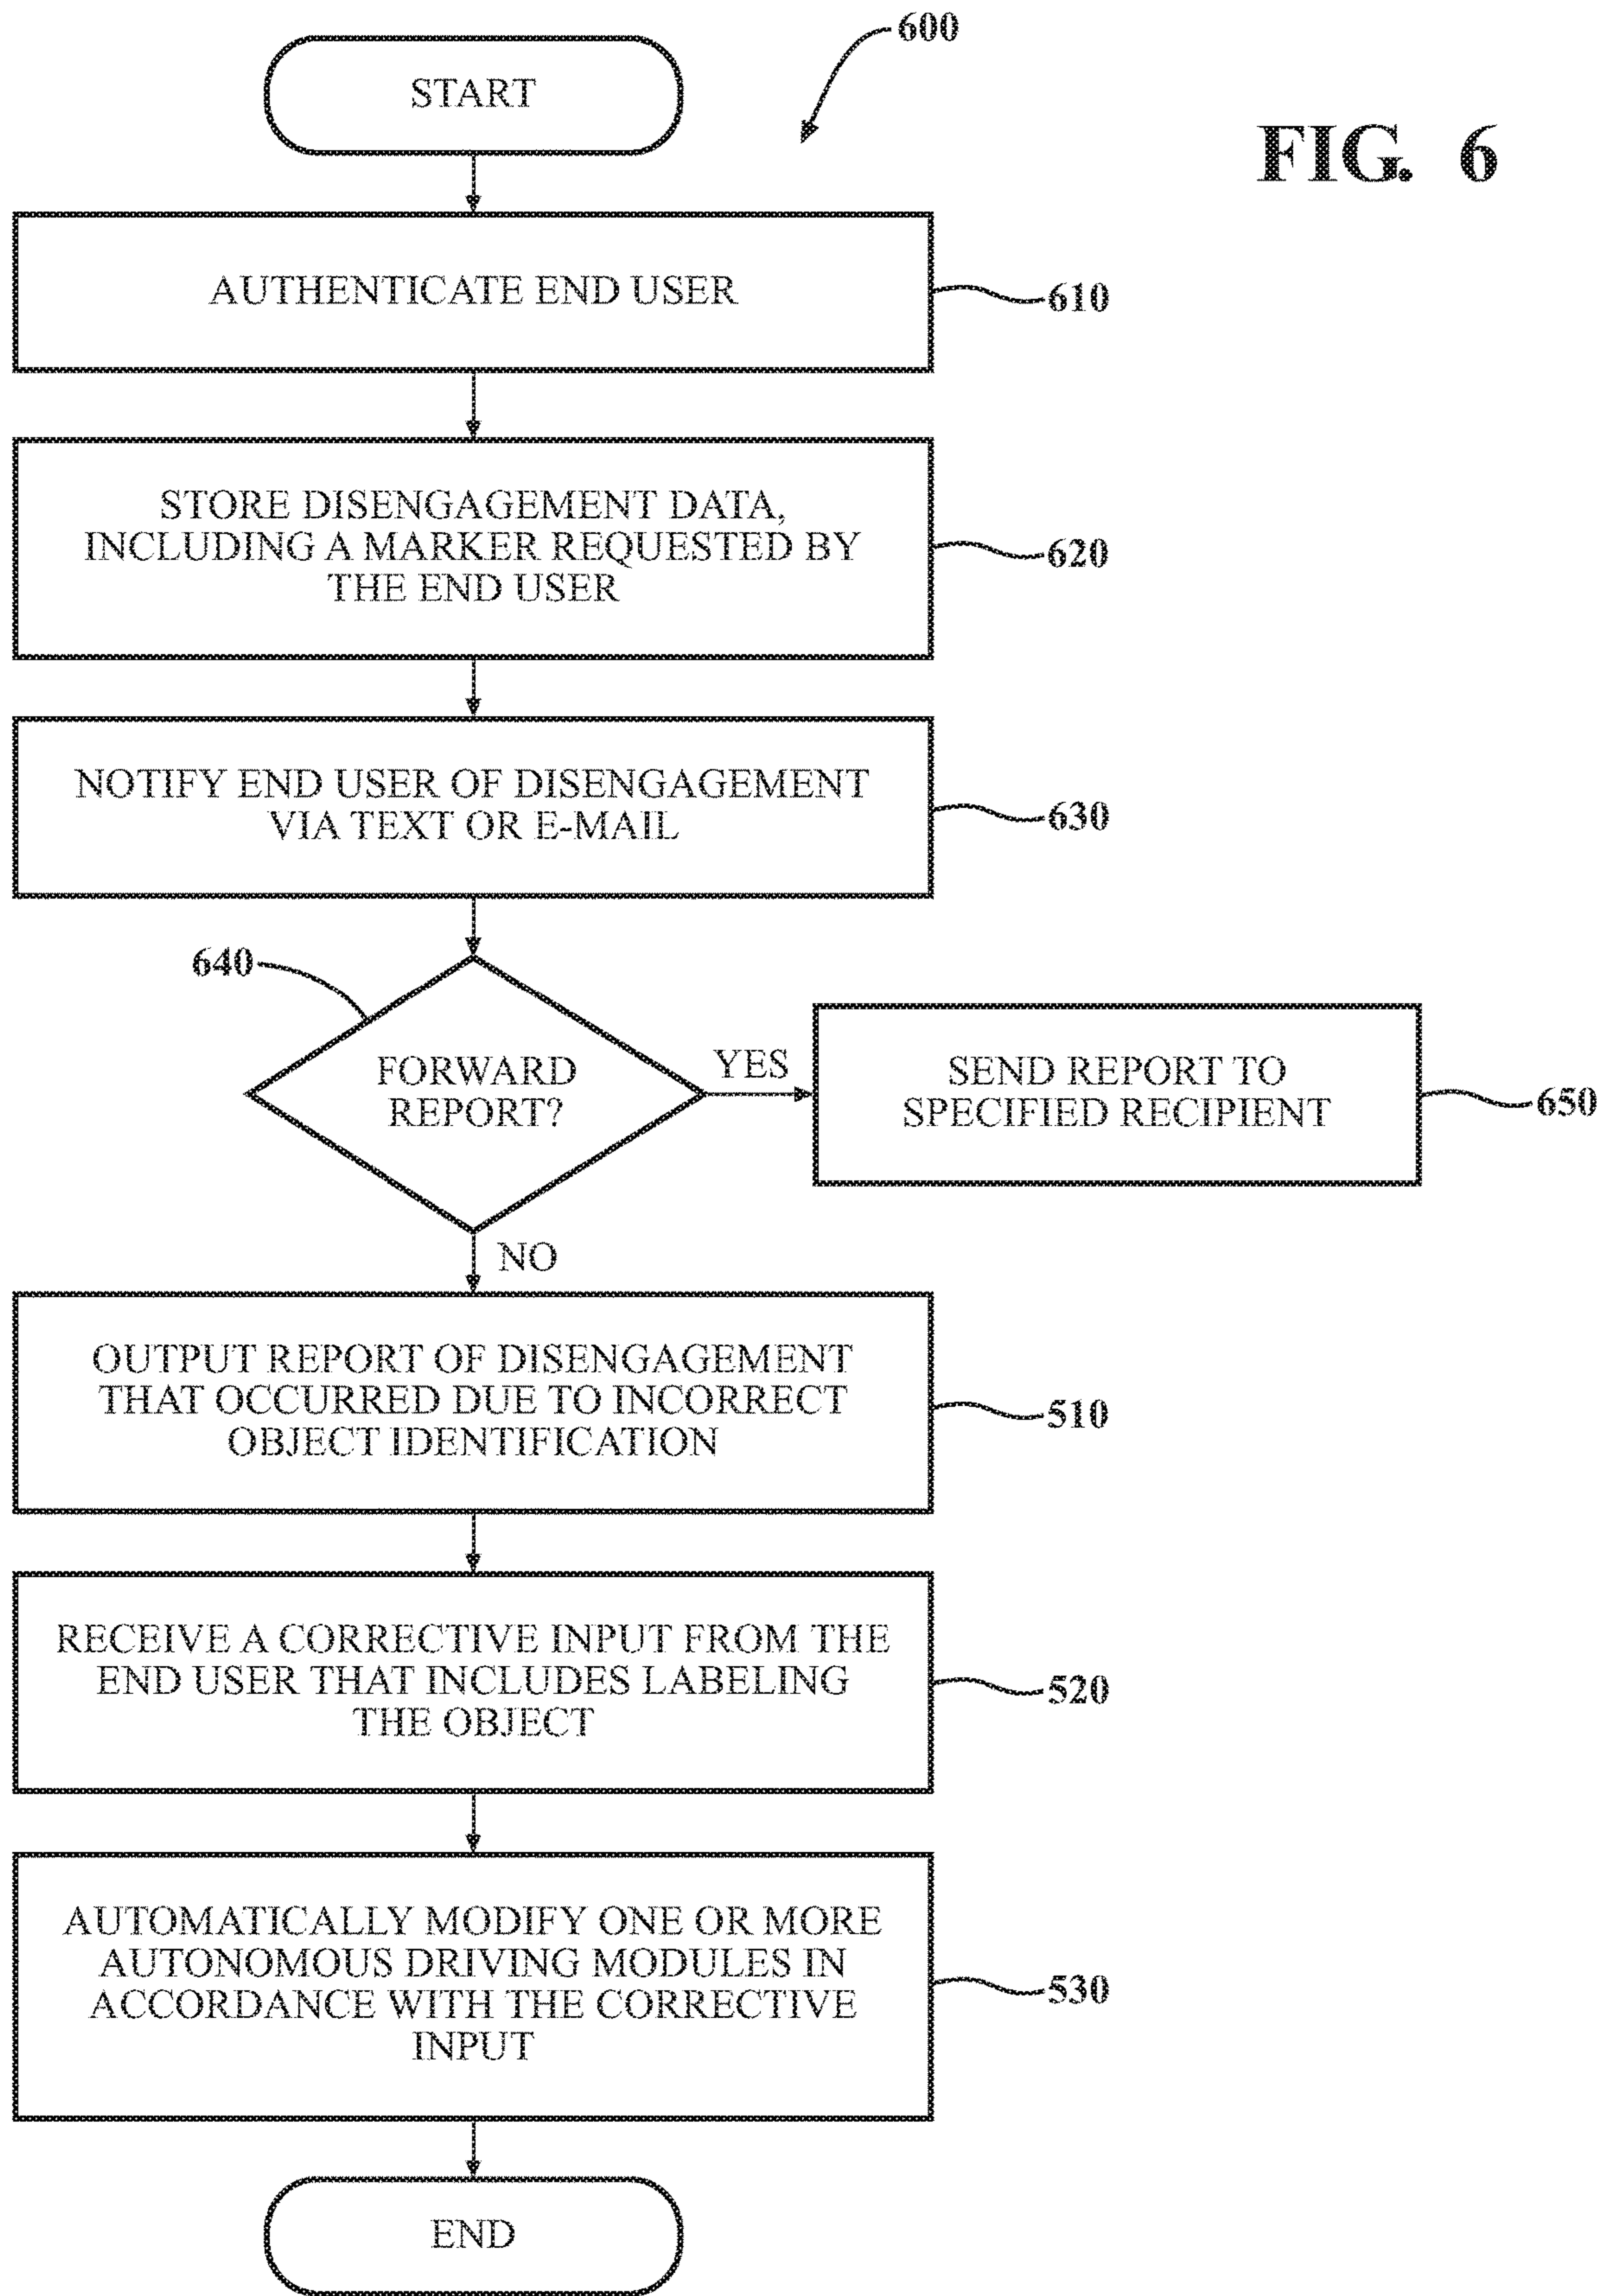 600
START
FIG. 6
AUTHENTICATE END USER
610
STORE DISENGAGEMENT DATA,
INCLUDING A MARKER REQUESTED BY
THE END USER
620
NOTIFY END USER OF DISENGAGEMENT
VIA TEXT OR E-MAIL
630
640
FORWARD
REPORT?
YES
SEND REPORT TO
SPECIFIED RECIPIENT
650
NO
OUTPUT REPORT OF DISENGAGEMENT
THAT OCCURRED DUE TO INCORRECT
OBJECT IDENTIFICATION
510
RECEIVE A CORRECTIVE INPUT FROM THE
END USER THAT INCLUDES LABELING
THE OBJECT
520
AUTOMATICALLY MODIFY ONE OR MORE
AUTONOMOUS DRIVING MODULES IN
ACCORDANCE WITH THE CORRECTIVE
INPUT
530
END